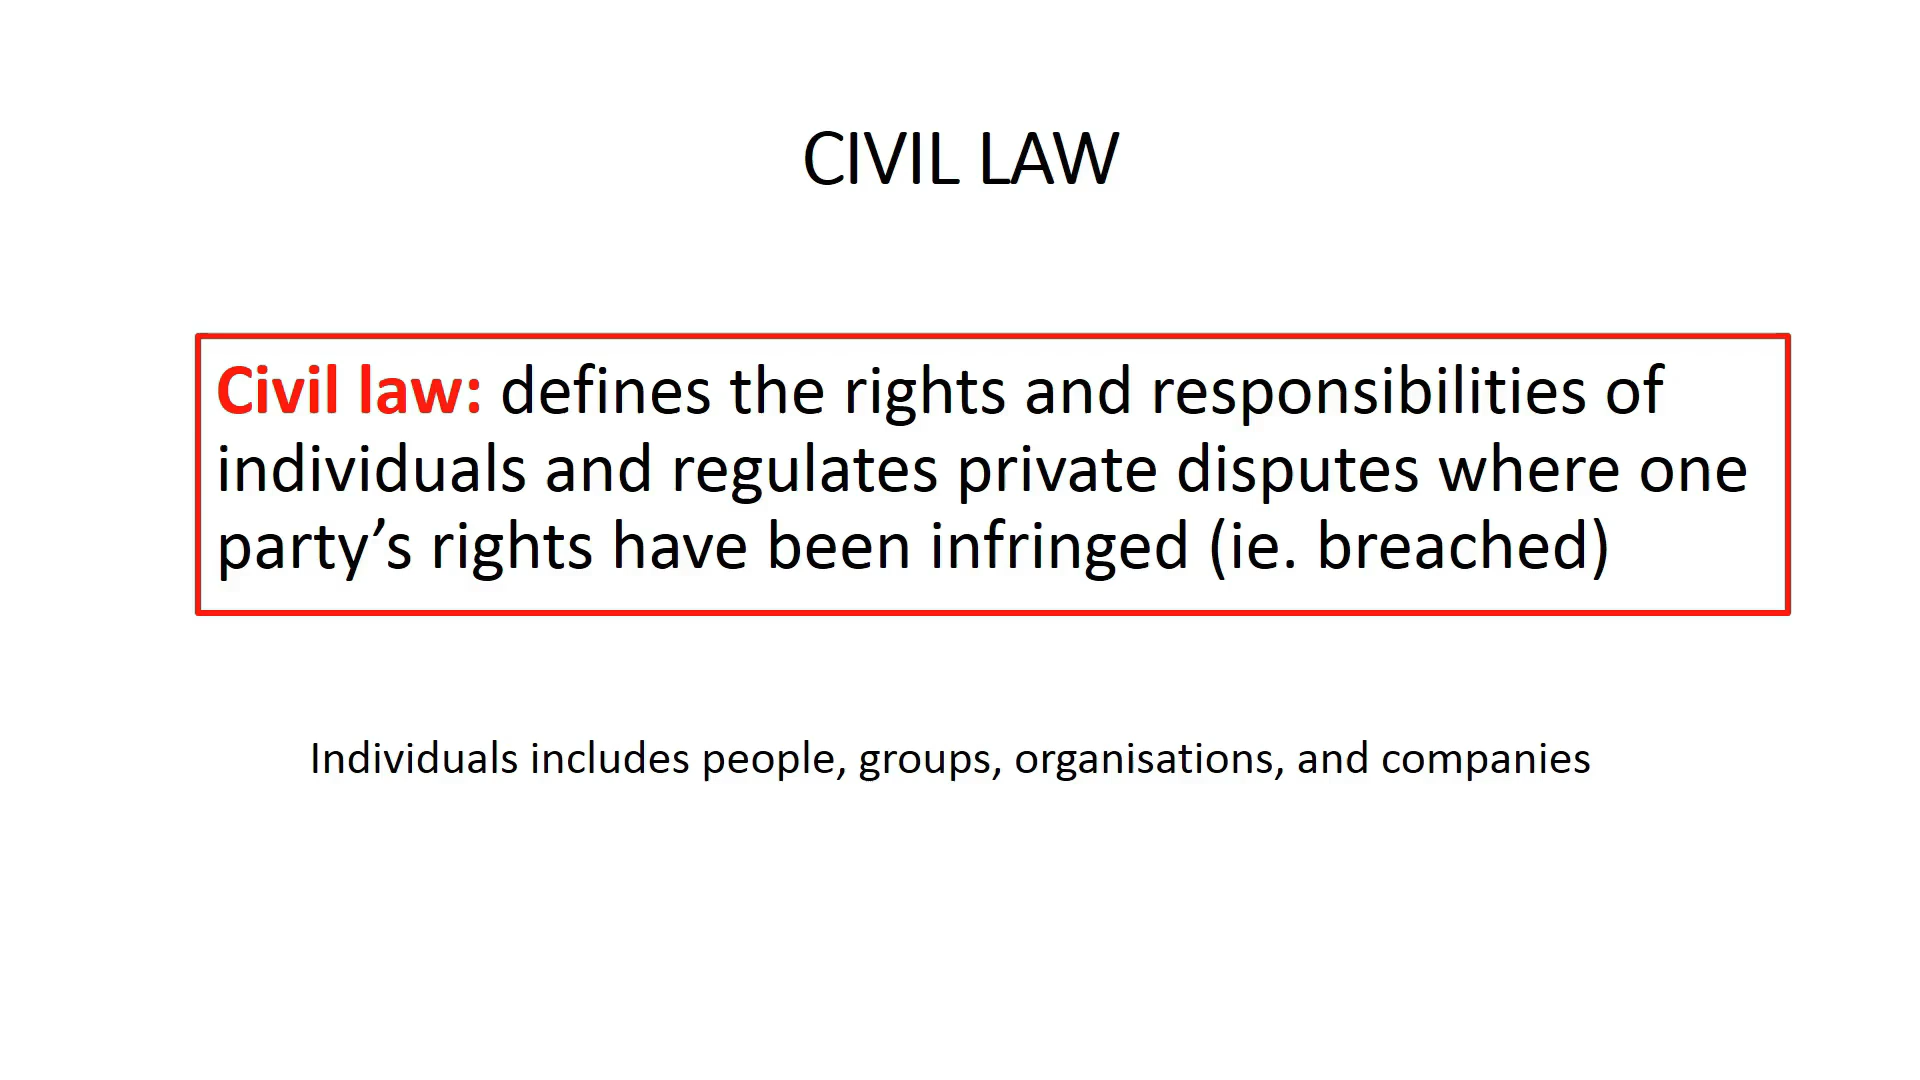 CIVIL LAW
Civil law: defines the rights and responsibilities of
individuals and regulates private disputes where one
party’s rights have been infringed (ie. breached)
Individuals includes people, groups, organisations, and companies